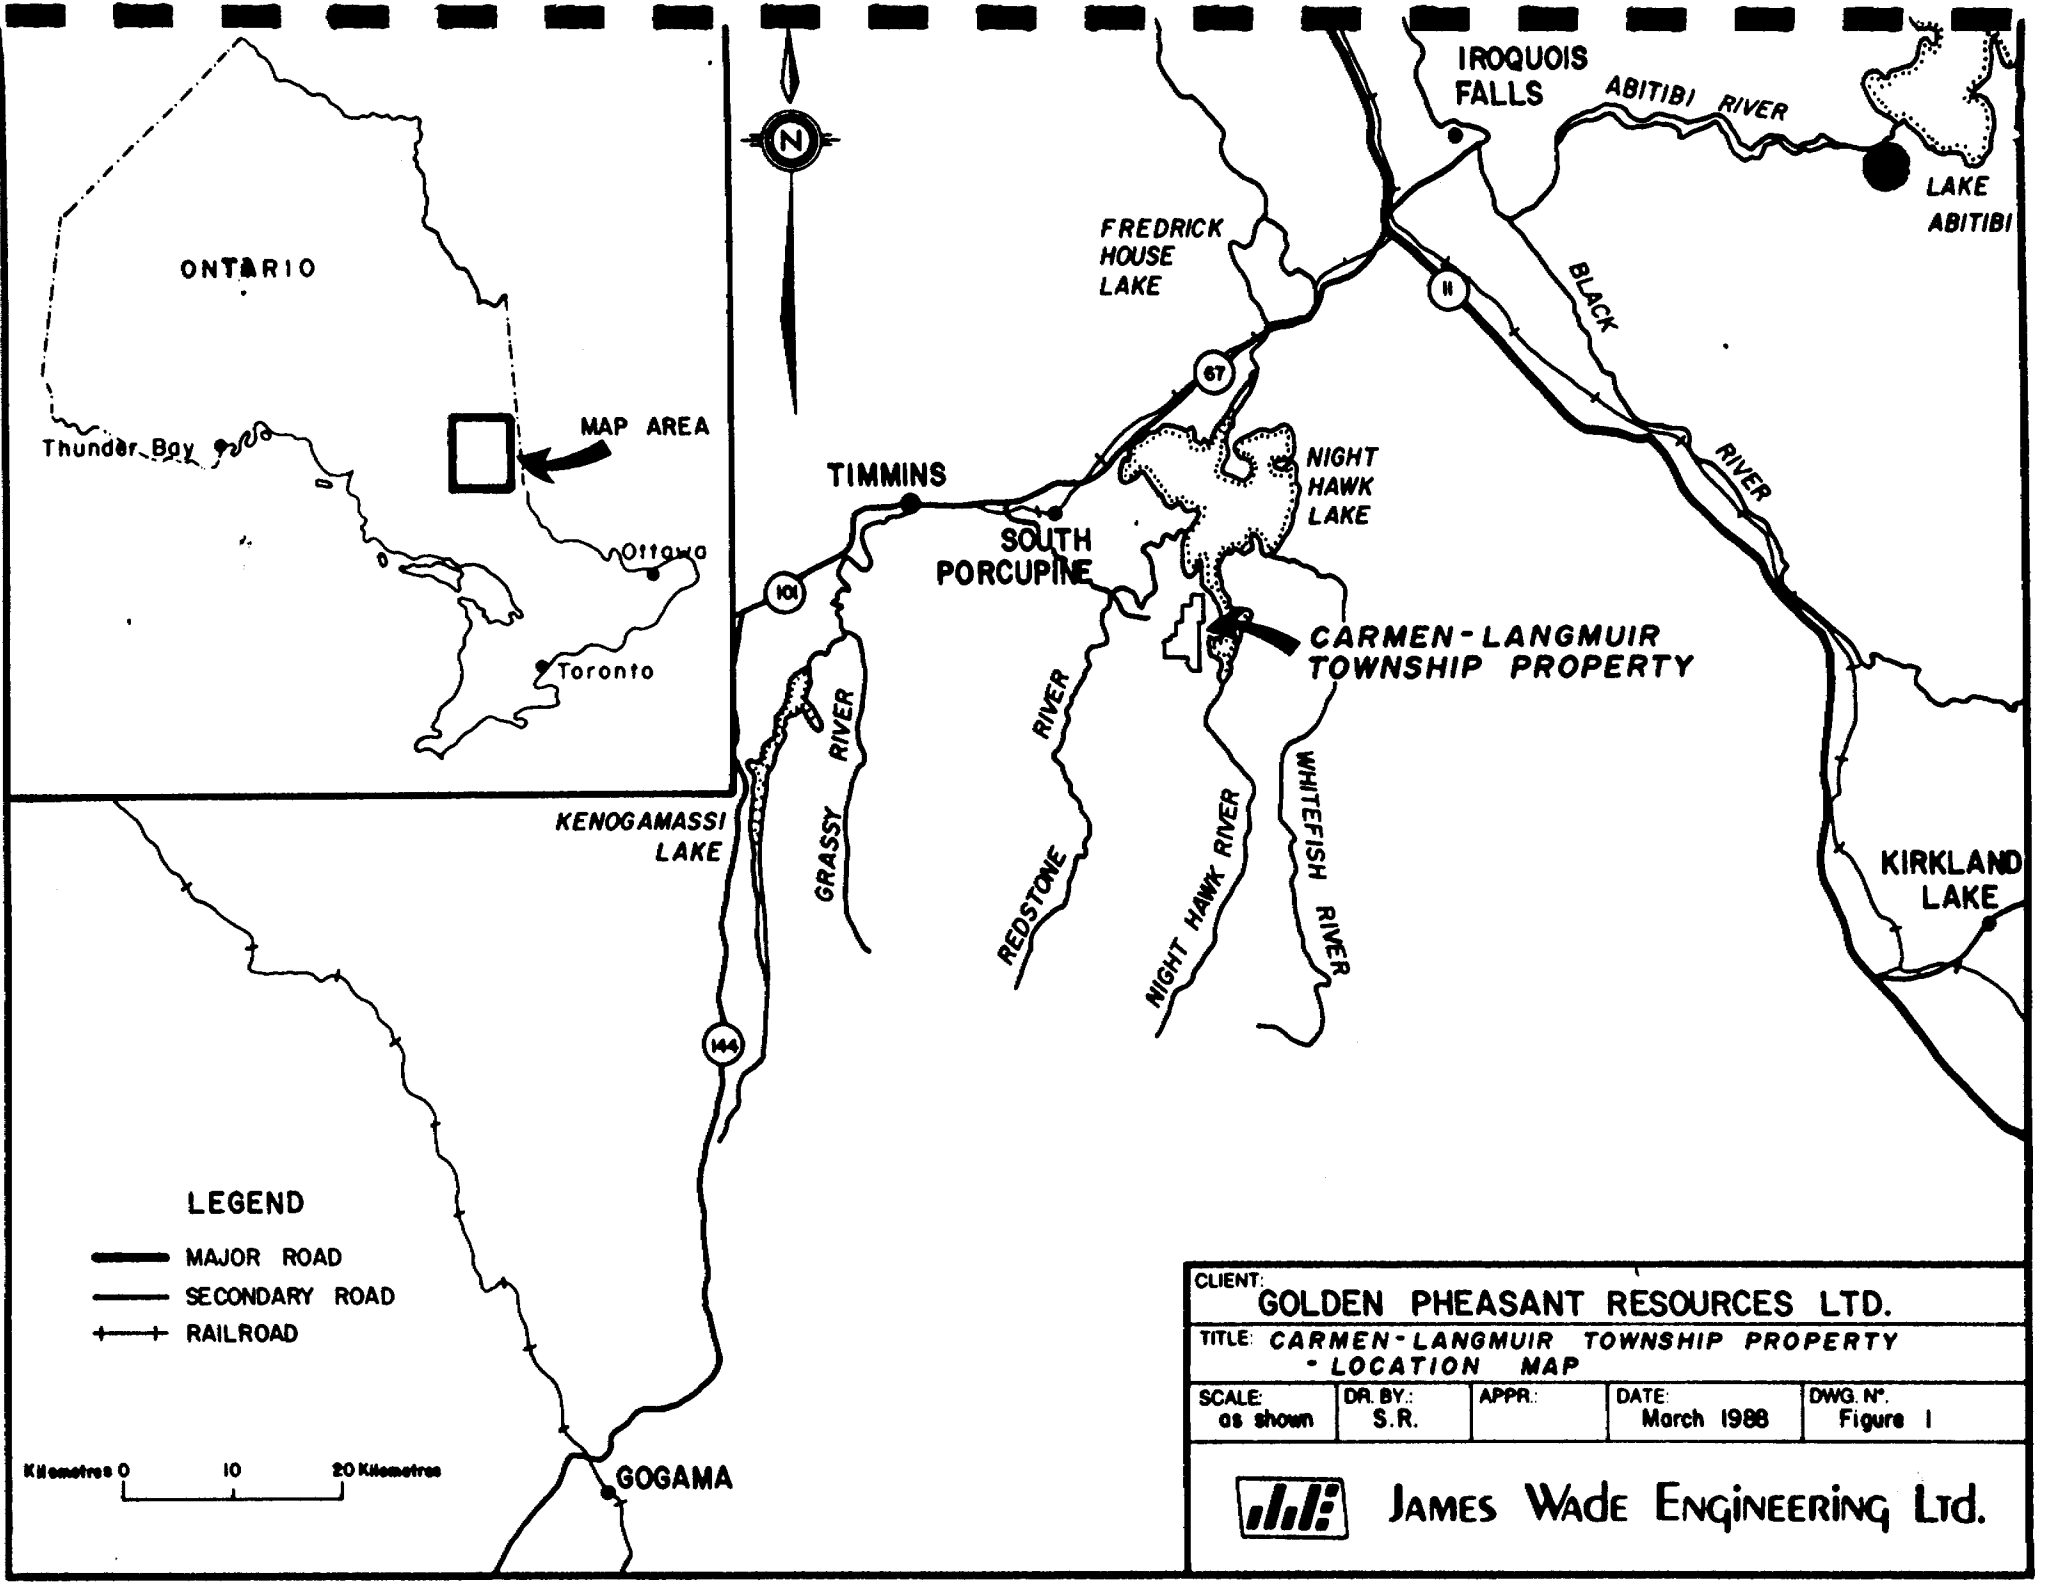 ONTARIO
MAP AREA
Thunder Bay
Ottawa
Toronto
N
IROQUOIS
FALLS
ABITIBI RIVER
LAKE
ABITIBI
FREDRICK
HOUSE
LAKE
11
BLACK
RIVER
67
TIMMINS
NIGHT
HAWK
LAKE
SOUTH
PORCUPINE
101
CARMEN-LANGMUIR
TOWNSHIP PROPERTY
KENOGAMASSI
LAKE
GRASSY RIVER
REDSTONE RIVER
NIGHT HAWK RIVER
WHITEFISH RIVER
KIRKLAND
LAKE
144
LEGEND
MAJOR ROAD
SECONDARY ROAD
RAILROAD
Kilometres 0 10 20 Kilometres
GOGAMA
CLIENT:
GOLDEN PHEASANT RESOURCES LTD.
TITLE: CARMEN-LANGMUIR TOWNSHIP PROPERTY
- LOCATION MAP
SCALE: DR. BY.: APPR.: DATE: DWG. Nº.
as shown S.R. March 1988 Figure 1
JAMES WADE ENGINEERING LTD.